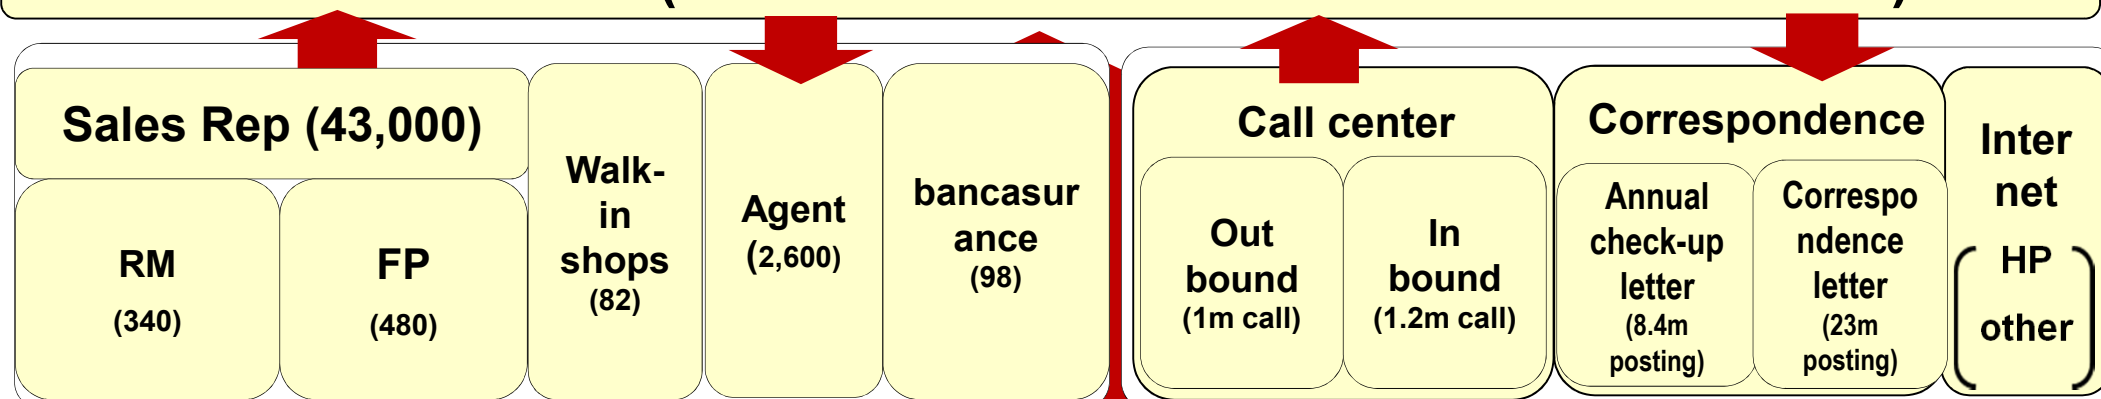 Sales Rep (43,000)
RM
(340)
FP
(480)
Walk-
in
shops
(82)
Agent
(2,600)
bancasur
ance
(98)
Call center
Out
bound
(1m call)
In
bound
(1.2m call)
Correspondence
Annual
check-up
letter
(8.4m
posting)
Correspo
ndence
letter
(23m
posting)
Inter
net
HP
other